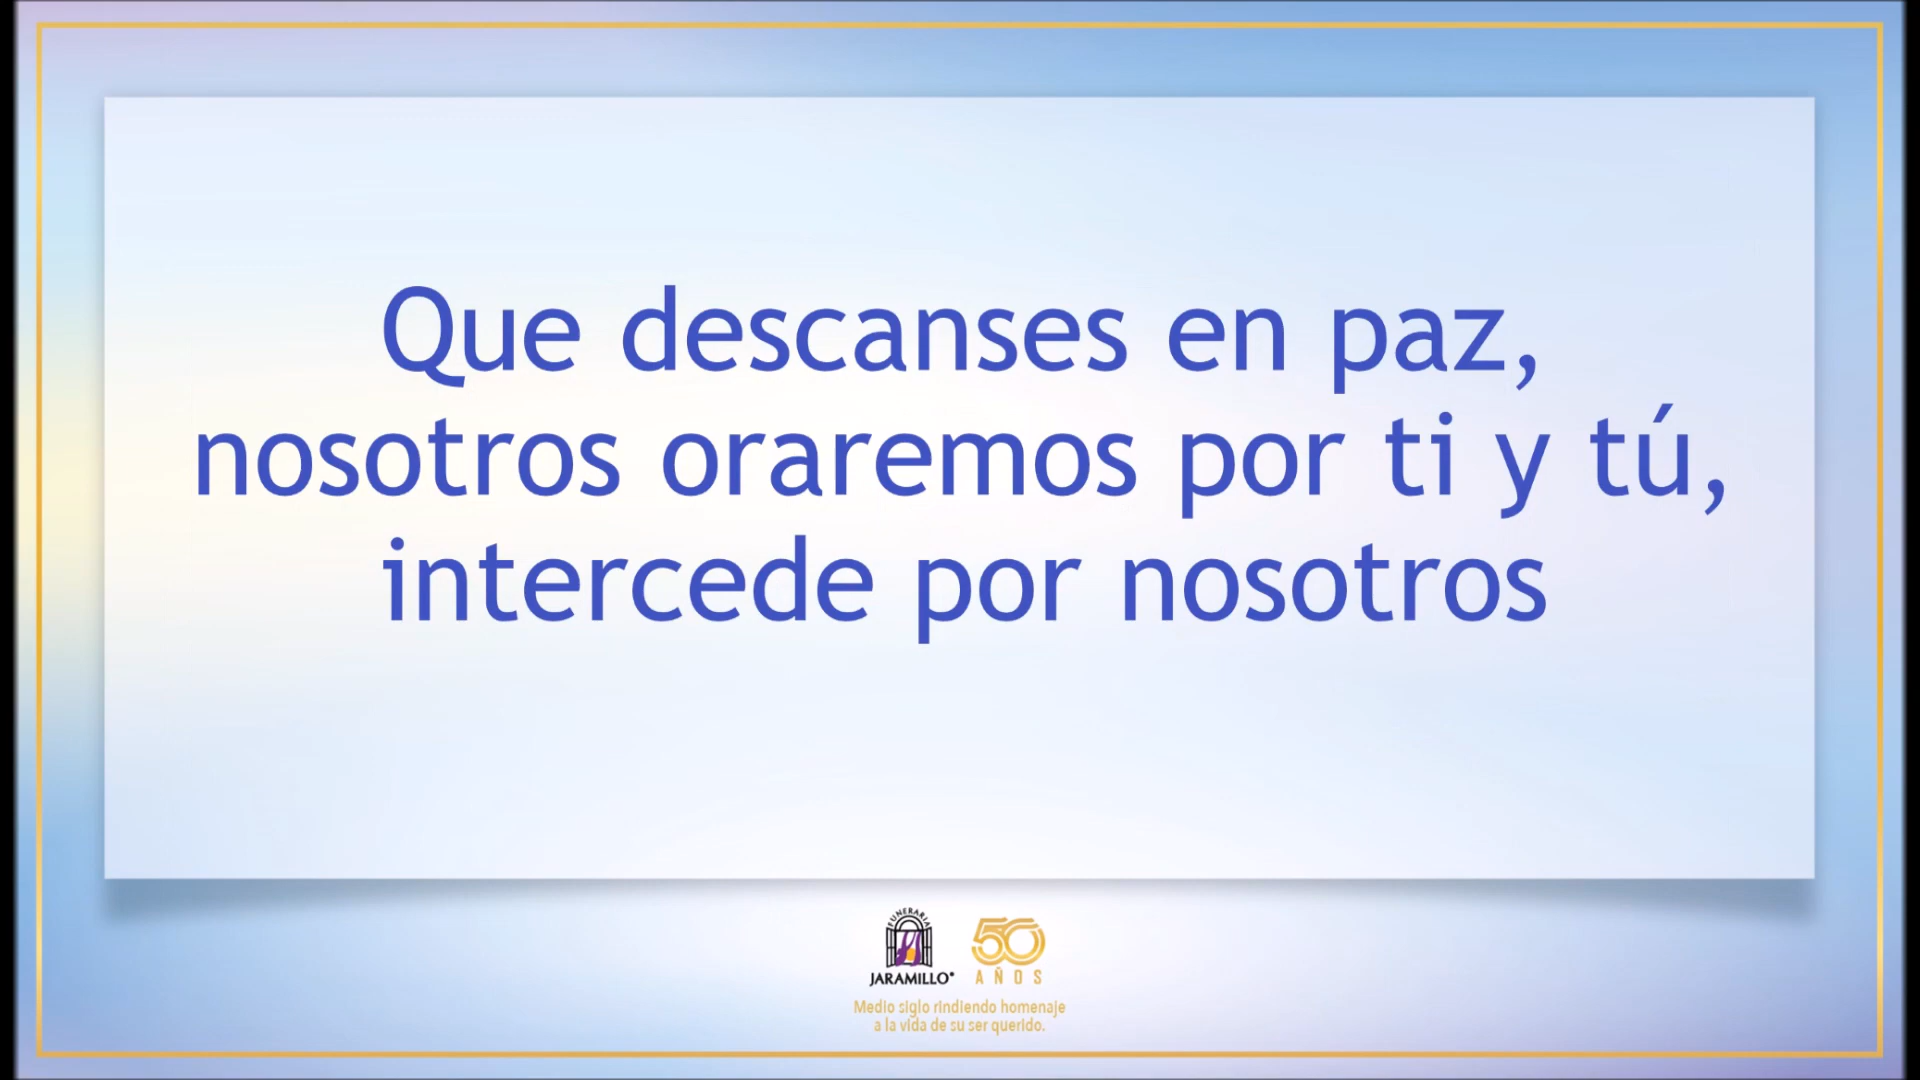 Que descanses en paz,
nosotros oraremos por ti y tú,
intercede por nosotros
FUNERARIA
JARAMILLO®
50
AÑOS
Medio siglo rindiendo homenaje
a la vida de su ser querido.